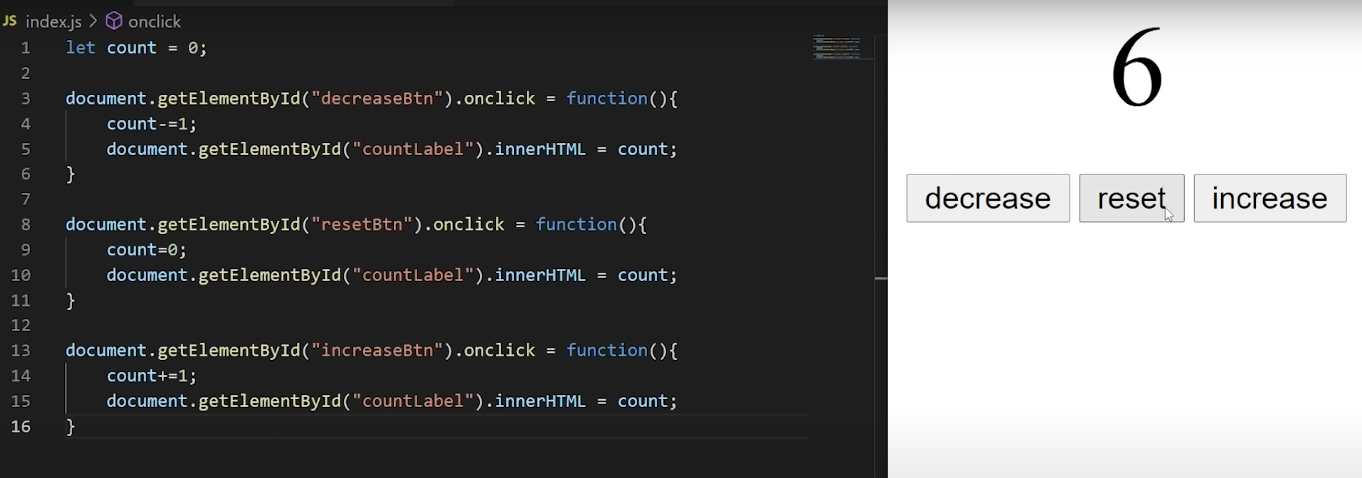 JS index.js > onclick
1 let count = 0;
2
3 document.getElementById("decreaseBtn").onclick = function(){
4 count-=1;
5 document.getElementById("countLabel").innerHTML = count;
6 }
7
8 document.getElementById("resetBtn").onclick = function(){
9 count=0;
10 document.getElementById("countLabel").innerHTML = count;
11 }
12
13 document.getElementById("increaseBtn").onclick = function(){
14 count+=1;
15 document.getElementById("countLabel").innerHTML = count;
16 }
6
decrease reset increase